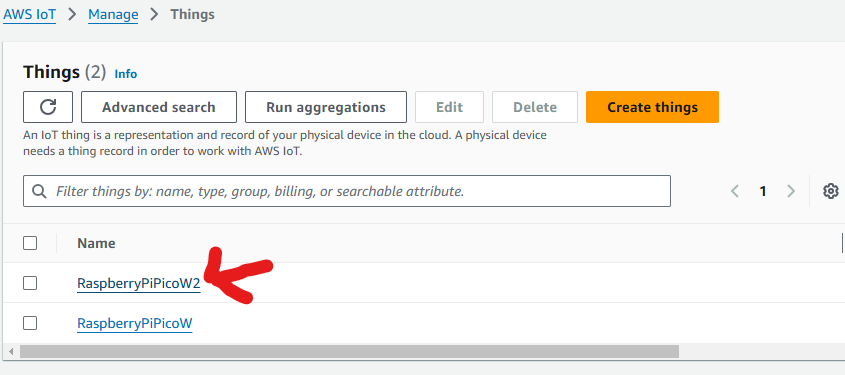 AWS IoT > Manage > Things
Things (2) Info
Advanced search Run aggregations Edit Delete Create things
An IoT thing is a representation and record of your physical device in the cloud. A physical device
needs a thing record in order to work with AWS IoT.
Filter things by: name, type, group, billing, or searchable attribute.
< 1 >
Name
RaspberryPiPicoW2
RaspberryPiPicoW